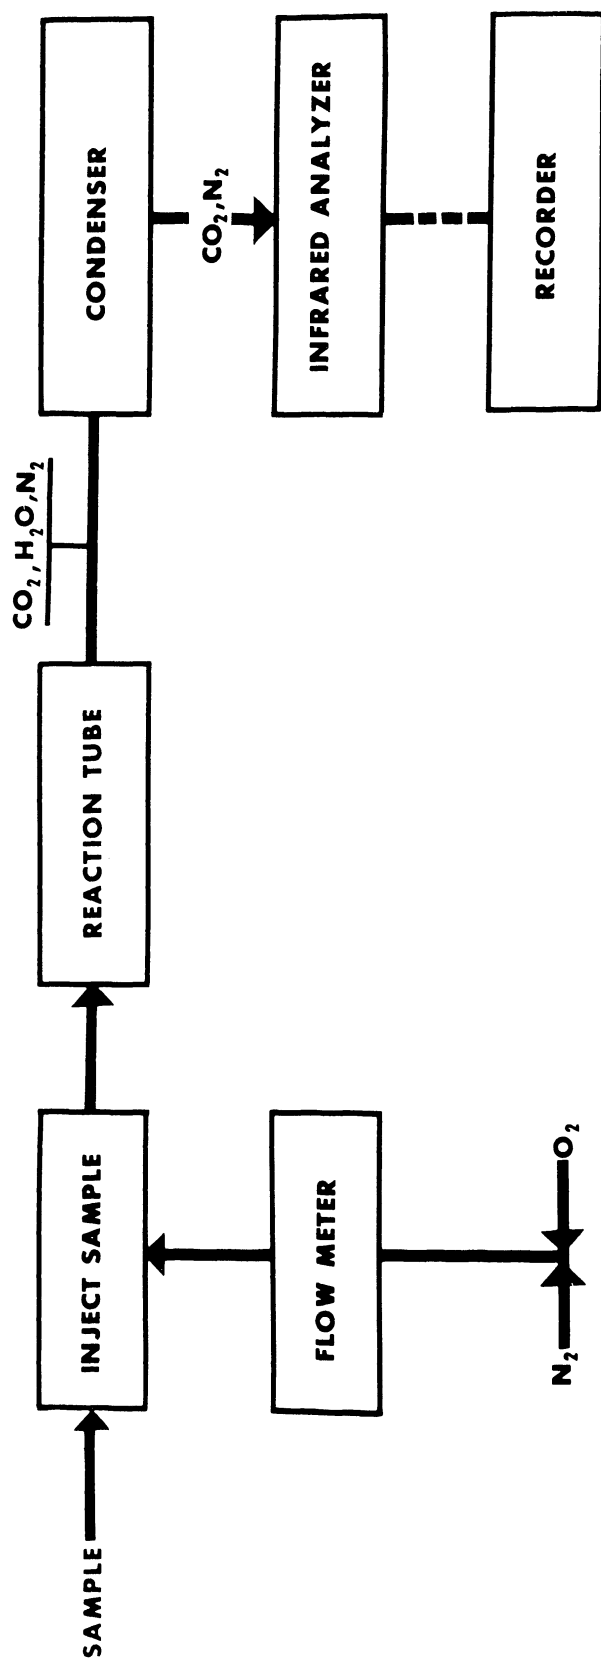 SAMPLE
INJECT SAMPLE
REACTION TUBE
CO₂, H₂O, N₂
CONDENSER
CO₂, N₂
FLOW METER
INFRARED ANALYZER
N₂
O₂
RECORDER